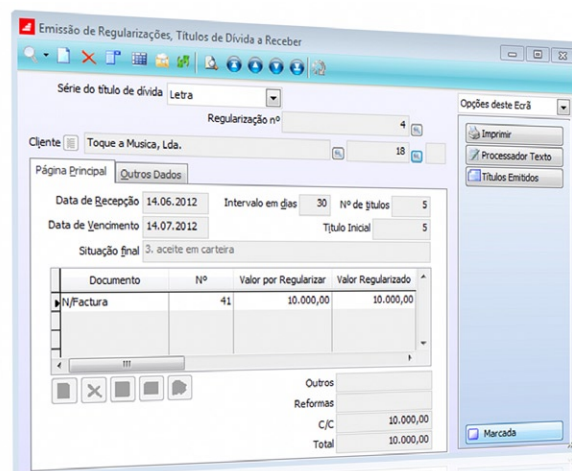 Emissão de Regularizações, Títulos de Dívida a Receber
Série do título de dívida Letra
Opções deste Ecrã
Regularização nº 4
Imprimir
Cliente Toque a Musica, Lda. 18
Processador Texto
Títulos Emitidos
Página Principal Outros Dados
Data de Recepção 14.06.2012 Intervalo em dias 30 Nº de títulos 5
Data de Vencimento 14.07.2012 Título Inicial 5
Situação final 3. aceite em carteira
Documento Nº Valor por Regularizar Valor Regularizado
N/Factura 41 10.000,00 10.000,00
Outros
Reformas
C/C 10.000,00
Total 10.000,00
Marcada